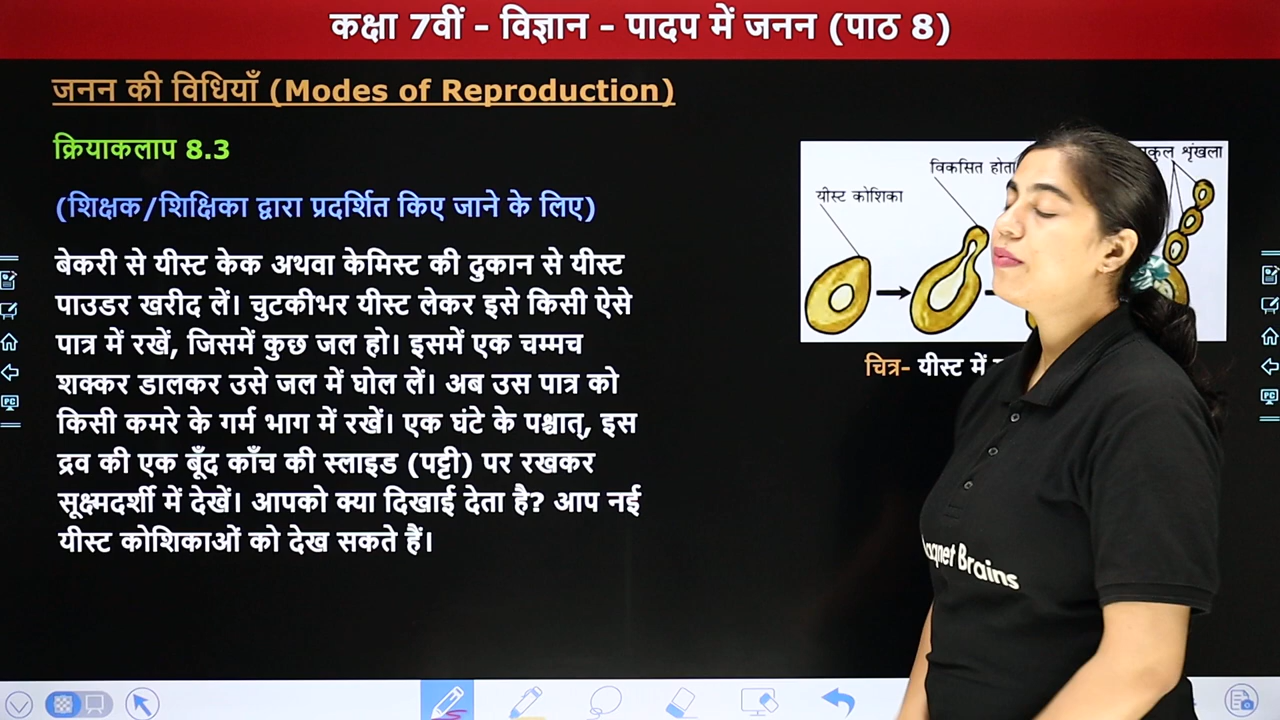 कक्षा 7वीं - विज्ञान - पादप में जनन (पाठ 8)
जनन की विधियाँ (Modes of Reproduction)
क्रियाकलाप 8.3
(शिक्षक/शिक्षिका द्वारा प्रदर्शित किए जाने के लिए)
बेकरी से यीस्ट केक अथवा केमिस्ट की दुकान से यीस्ट
पाउडर खरीद लें। चुटकीभर यीस्ट लेकर इसे किसी ऐसे
पात्र में रखें, जिसमें कुछ जल हो। इसमें एक चम्मच
शक्कर डालकर उसे जल में घोल लें। अब उस पात्र को
किसी कमरे के गर्म भाग में रखें। एक घंटे के पश्चात्, इस
द्रव की एक बूँद काँच की स्लाइड (पट्टी) पर रखकर
सूक्ष्मदर्शी में देखें। आपको क्या दिखाई देता है? आप नई
यीस्ट कोशिकाओं को देख सकते हैं।
यीस्ट कोशिका
विकसित होता
शृंखला
चित्र- यीस्ट में
Brains
PC
PC